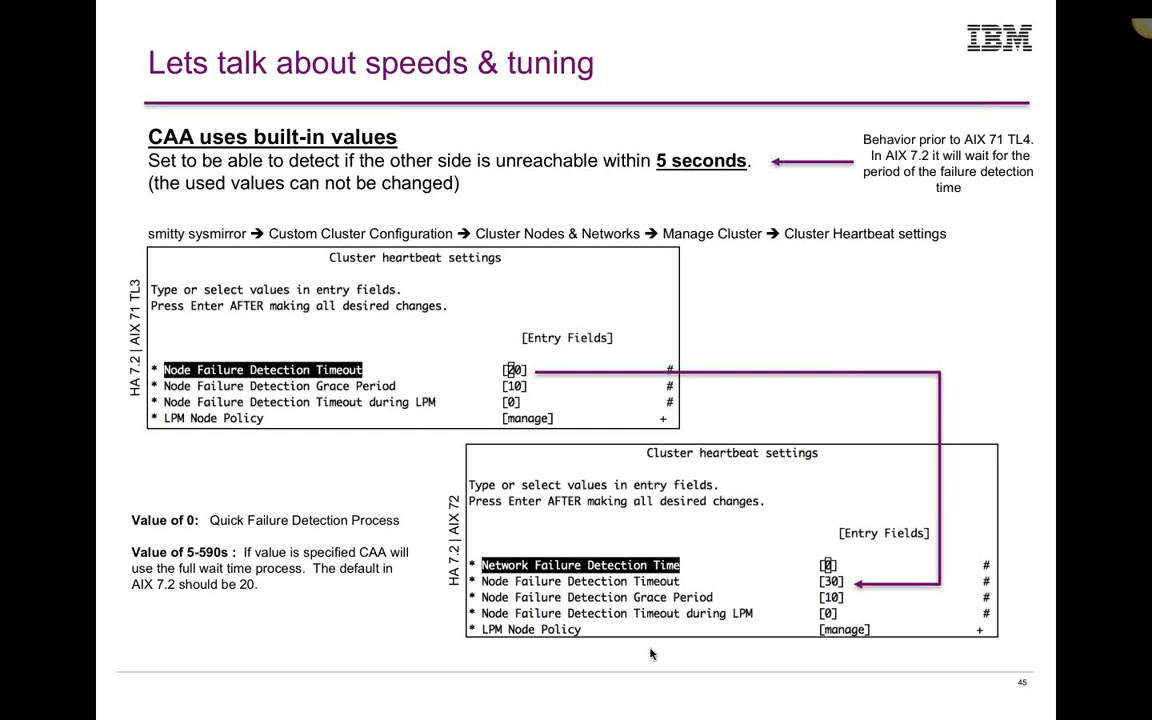 IBM
Lets talk about speeds & tuning
CAA uses built-in values
Set to be able to detect if the other side is unreachable within 5 seconds.
(the used values can not be changed)
Behavior prior to AIX 71 TL4.
In AIX 7.2 it will wait for the
period of the failure detection
time
smitty sysmirror ➔ Custom Cluster Configuration ➔ Cluster Nodes & Networks ➔ Manage Cluster ➔ Cluster Heartbeat settings
HA 7.2 | AIX 71 TL3
Cluster heartbeat settings
Type or select values in entry fields.
Press Enter AFTER making all desired changes.
[Entry Fields]
* Node Failure Detection Timeout [20] #
* Node Failure Detection Grace Period [10] #
* Node Failure Detection Timeout during LPM [0] #
* LPM Node Policy [manage] +
HA 7.2 | AIX 72
Cluster heartbeat settings
Type or select values in entry fields.
Press Enter AFTER making all desired changes.
[Entry Fields]
* Network Failure Detection Time [0] #
* Node Failure Detection Timeout [30] #
* Node Failure Detection Grace Period [10] #
* Node Failure Detection Timeout during LPM [0] #
* LPM Node Policy [manage] +
Value of 0: Quick Failure Detection Process
Value of 5-590s : If value is specified CAA will
use the full wait time process. The default in
AIX 7.2 should be 20.
45